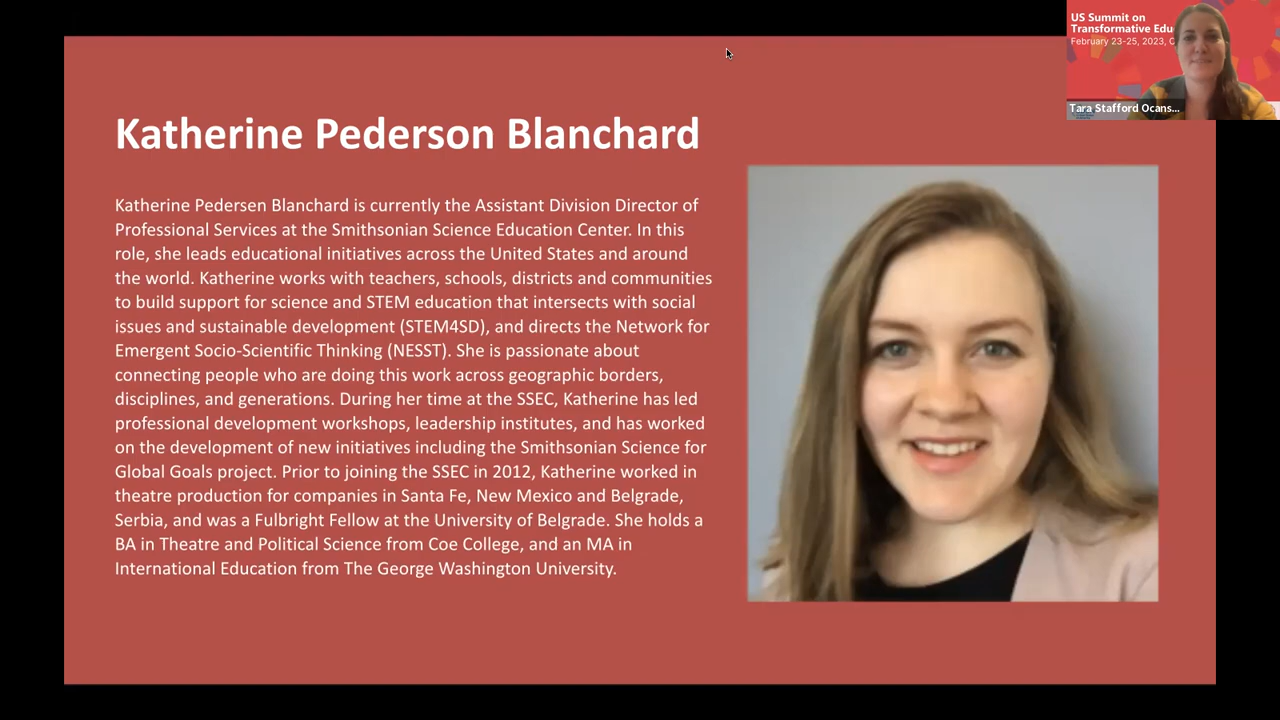 Katherine Pederson Blanchard
Katherine Pedersen Blanchard is currently the Assistant Division Director of
Professional Services at the Smithsonian Science Education Center. In this
role, she leads educational initiatives across the United States and around
the world. Katherine works with teachers, schools, districts and communities
to build support for science and STEM education that intersects with social
issues and sustainable development (STEM4SD), and directs the Network for
Emergent Socio-Scientific Thinking (NESST). She is passionate about
connecting people who are doing this work across geographic borders,
disciplines, and generations. During her time at the SSEC, Katherine has led
professional development workshops, leadership institutes, and has worked
on the development of new initiatives including the Smithsonian Science for
Global Goals project. Prior to joining the SSEC in 2012, Katherine worked in
theatre production for companies in Santa Fe, New Mexico and Belgrade,
Serbia, and was a Fulbright Fellow at the University of Belgrade. She holds a
BA in Theatre and Political Science from Coe College, and an MA in
International Education from The George Washington University.
US Summit on
Transformative Edu
February 23-25, 2023, O
Tara Stafford Ocans...